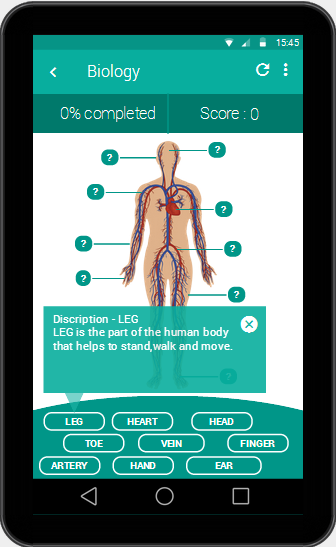 15:45
Biology
0% completed Score : 0
?
?
?
?
?
?
?
?
Discription - LEG
LEG is the part of the human body
that helps to stand,walk and move.
?
LEG HEART HEAD
TOE VEIN FINGER
ARTERY HAND EAR